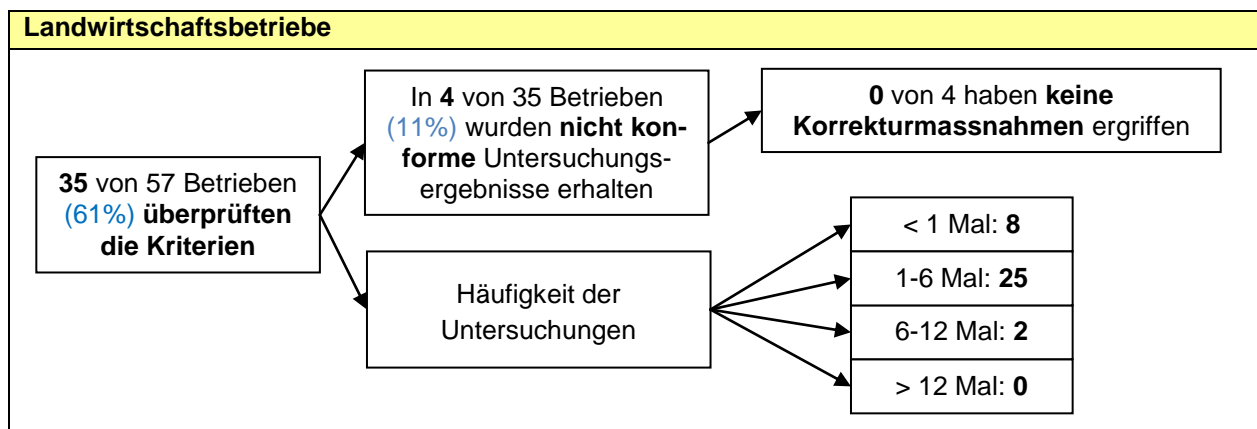 Landwirtschaftsbetriebe
In 4 von 35 Betrieben
(11%) wurden nicht kon-
forme Untersuchungs-
ergebnisse erhalten
0 von 4 haben keine
Korrekturmassnahmen ergriffen
35 von 57 Betrieben
(61%) überprüften
die Kriterien
Häufigkeit der
Untersuchungen
< 1 Mal: 8
1-6 Mal: 25
6-12 Mal: 2
> 12 Mal: 0